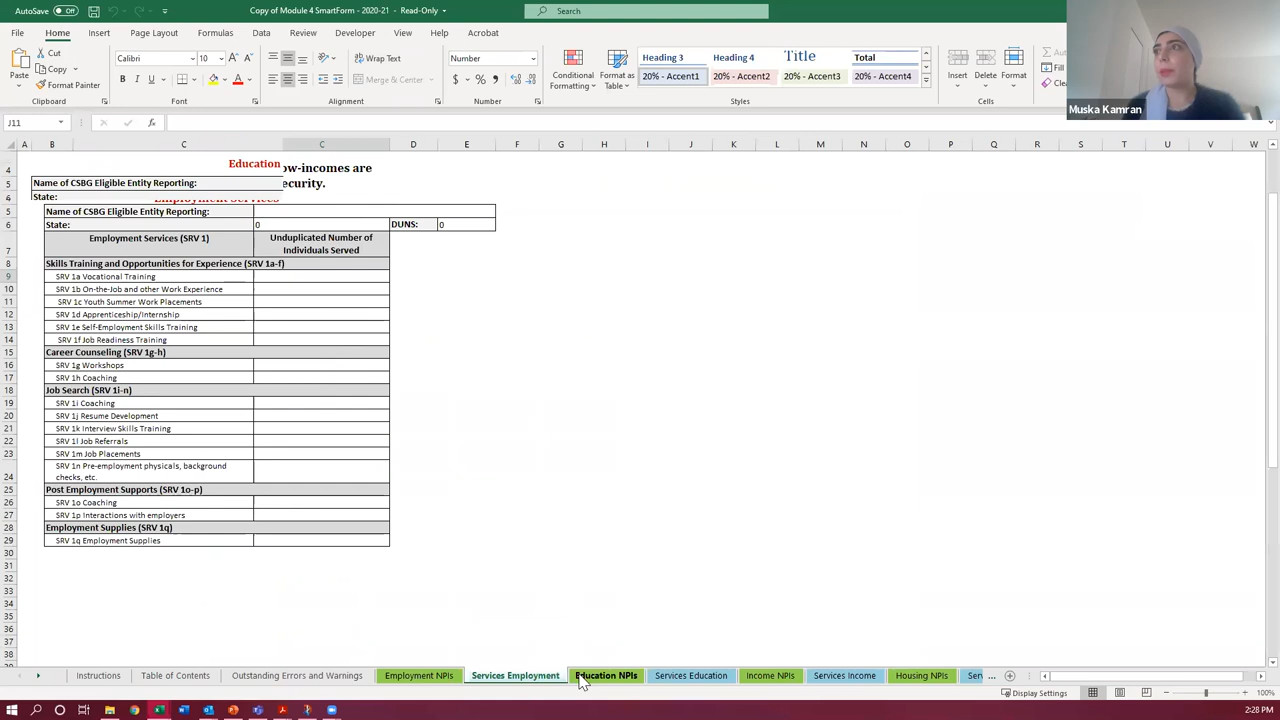 AutoSave Off Copy of Module 4 SmartForm - 2020-21 - Read-Only Search
File Home Insert Page Layout Formulas Data Review Developer View Help Acrobat
Paste Cut Copy Format Painter
Calibri 10
Wrap Text Merge & Center
Number
Conditional Formatting Format as Table
Heading 3 Heading 4 Title Total
20% - Accent1 20% - Accent2 20% - Accent3 20% - Accent4
Insert Delete Format
Clipboard Font Alignment Number Styles Cells
Muska Kamran
J11
A B C C D E F G H I J K L M N O P Q R S T U V W
Education
ow-incomes are
Name of CSBG Eligible Entity Reporting: ecurity.
State:
Name of CSBG Eligible Entity Reporting:
State: 0 DUNS: 0
Employment Services (SRV 1) Unduplicated Number of Individuals Served
Skills Training and Opportunities for Experience (SRV 1a-f)
SRV 1a Vocational Training
SRV 1b On-the-Job and other Work Experience
SRV 1c Youth Summer Work Placements
SRV 1d Apprenticeship/Internship
SRV 1e Self-Employment Skills Training
SRV 1f Job Readiness Training
Career Counseling (SRV 1g-h)
SRV 1g Workshops
SRV 1h Coaching
Job Search (SRV 1i-n)
SRV 1i Coaching
SRV 1j Resume Development
SRV 1k Interview Skills Training
SRV 1l Job Referrals
SRV 1m Job Placements
SRV 1n Pre-employment physicals, background
checks, etc.
Post Employment Supports (SRV 1o-p)
SRV 1o Coaching
SRV 1p Interactions with employers
Employment Supplies (SRV 1q)
SRV 1q Employment Supplies
Instructions Table of Contents Outstanding Errors and Warnings Employment NPIs Services Employment Education NPIs Services Education Income NPIs Services Income Housing NPIs Ser ...
Display Settings 100%
2:28 PM